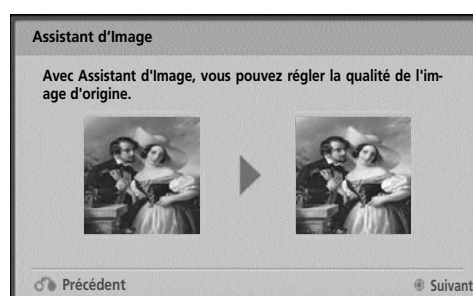 Assistant d’Image
Avec Assistant d'Image, vous pouvez régler la qualité de l'im-
age d'origine.
Précédent
Suivant